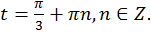 t = π/3 + πn, n ∈ Z.